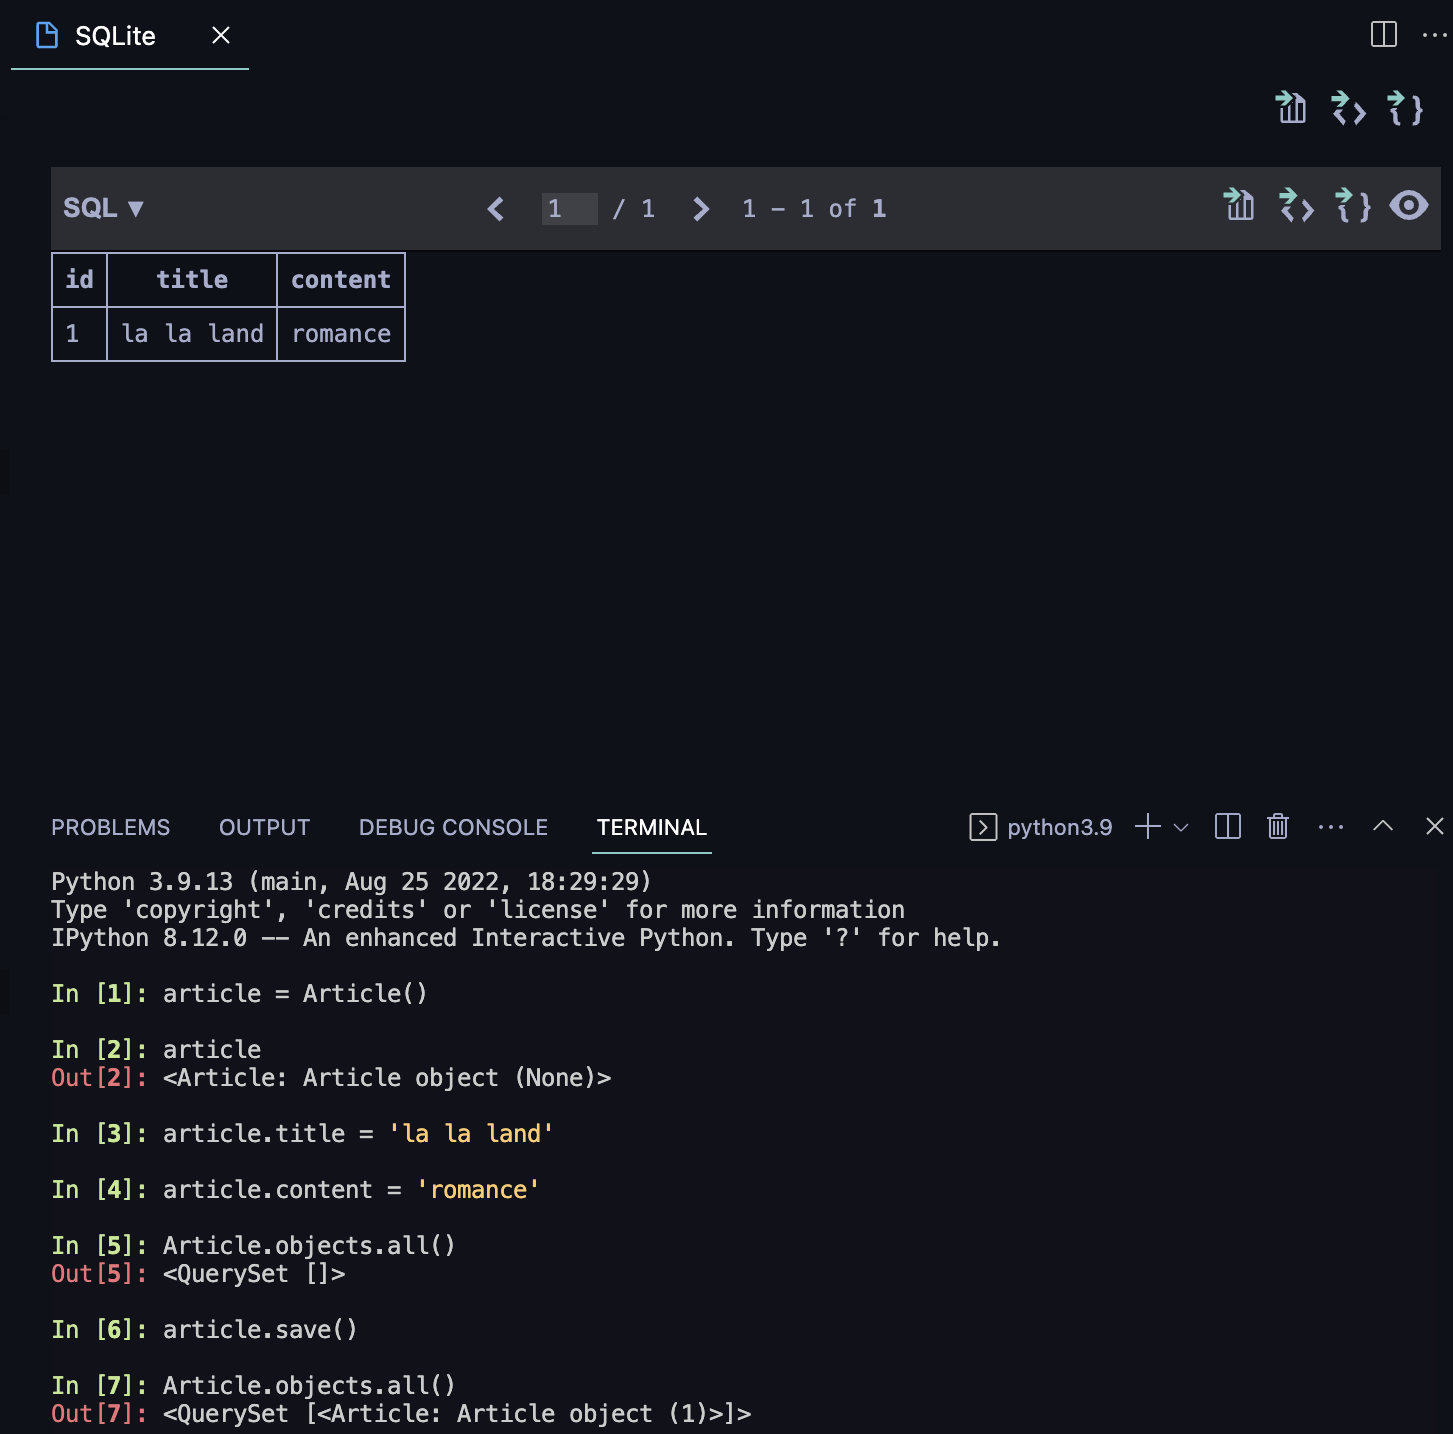 SQLite
SQL ▼ 1 / 1 1 – 1 of 1
id title content
1 la la land romance
PROBLEMS OUTPUT DEBUG CONSOLE TERMINAL python3.9
Python 3.9.13 (main, Aug 25 2022, 18:29:29)
Type 'copyright', 'credits' or 'license' for more information
IPython 8.12.0 -- An enhanced Interactive Python. Type '?' for help.
In [1]: article = Article()
In [2]: article
Out[2]: <Article: Article object (None)>
In [3]: article.title = 'la la land'
In [4]: article.content = 'romance'
In [5]: Article.objects.all()
Out[5]: <QuerySet []>
In [6]: article.save()
In [7]: Article.objects.all()
Out[7]: <QuerySet [<Article: Article object (1)>]>